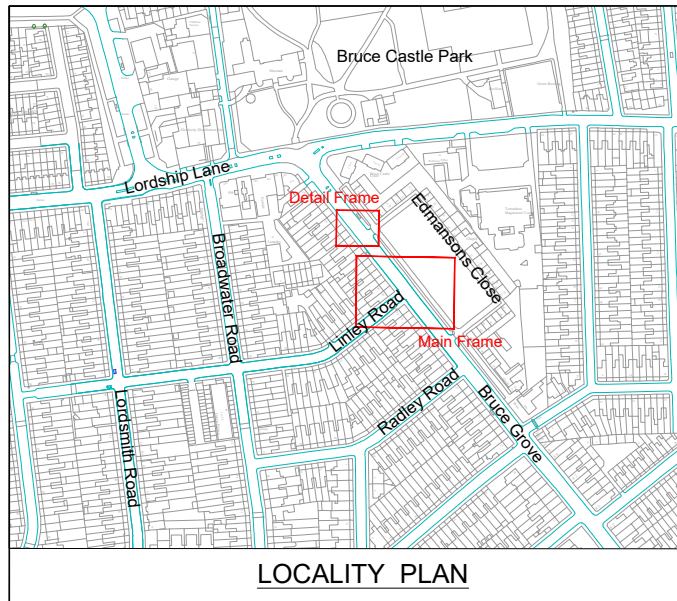 Bruce Castle Park
Lordship Lane
Detail Frame
Edmansons Close
Broadwater Road
Linley Road
Main Frame
Radley Road
Bruce Grove
Lordsmith Road
LOCALITY PLAN